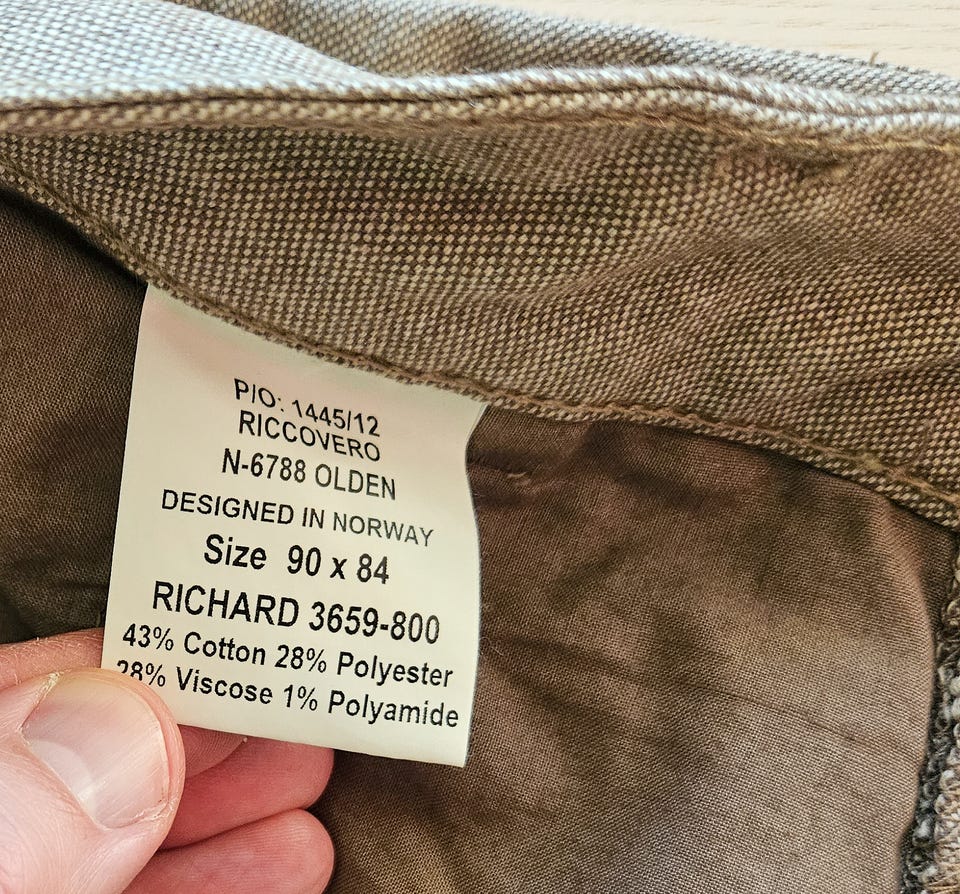 P/O: 1445/12
RICCOVERO
N-6788 OLDEN
DESIGNED IN NORWAY
Size 90 x 84
RICHARD 3659-800
43% Cotton 28% Polyester
28% Viscose 1% Polyamide